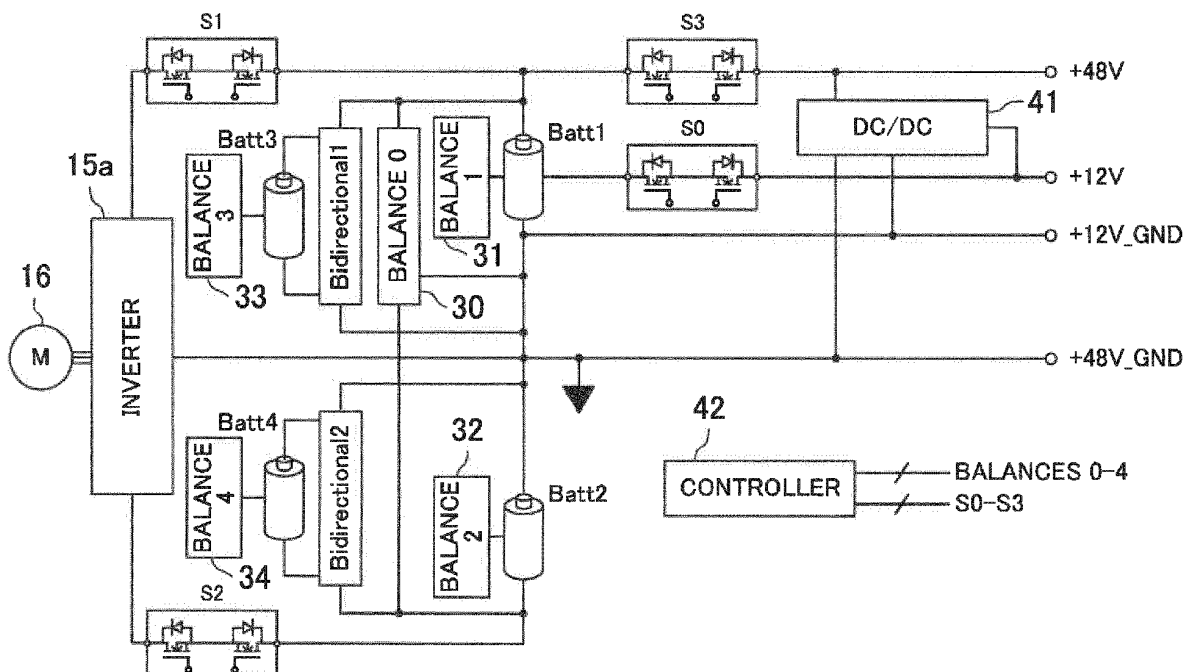 S1
S3
+48V
41
DC/DC
S0
Batt1
Batt3
15a
BALANCE 3
Bidirectional1
BALANCE 0
BALANCE 1
+12V
+12V_GND
31
33
30
16
M
INVERTER
+48V_GND
Batt4
32
42
BALANCE 4
Bidirectional2
BALANCE 2
Batt2
CONTROLLER
BALANCES 0-4
S0-S3
34
S2